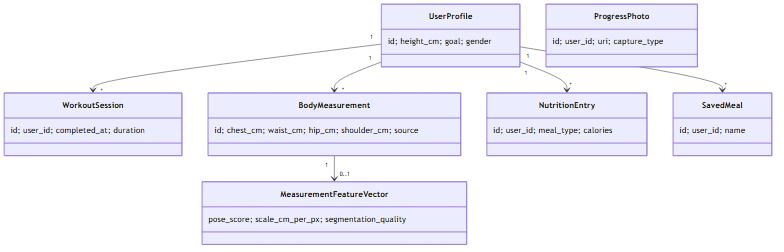 UserProfile
id; height_cm; goal; gender
ProgressPhoto
id; user_id; uri; capture_type
1
1
1
1
*
*
*
*
WorkoutSession
id; user_id; completed_at; duration
BodyMeasurement
id; chest_cm; waist_cm; hip_cm; shoulder_cm; source
NutritionEntry
id; user_id; meal_type; calories
SavedMeal
id; user_id; name
1
0..1
MeasurementFeatureVector
pose_score; scale_cm_per_px; segmentation_quality